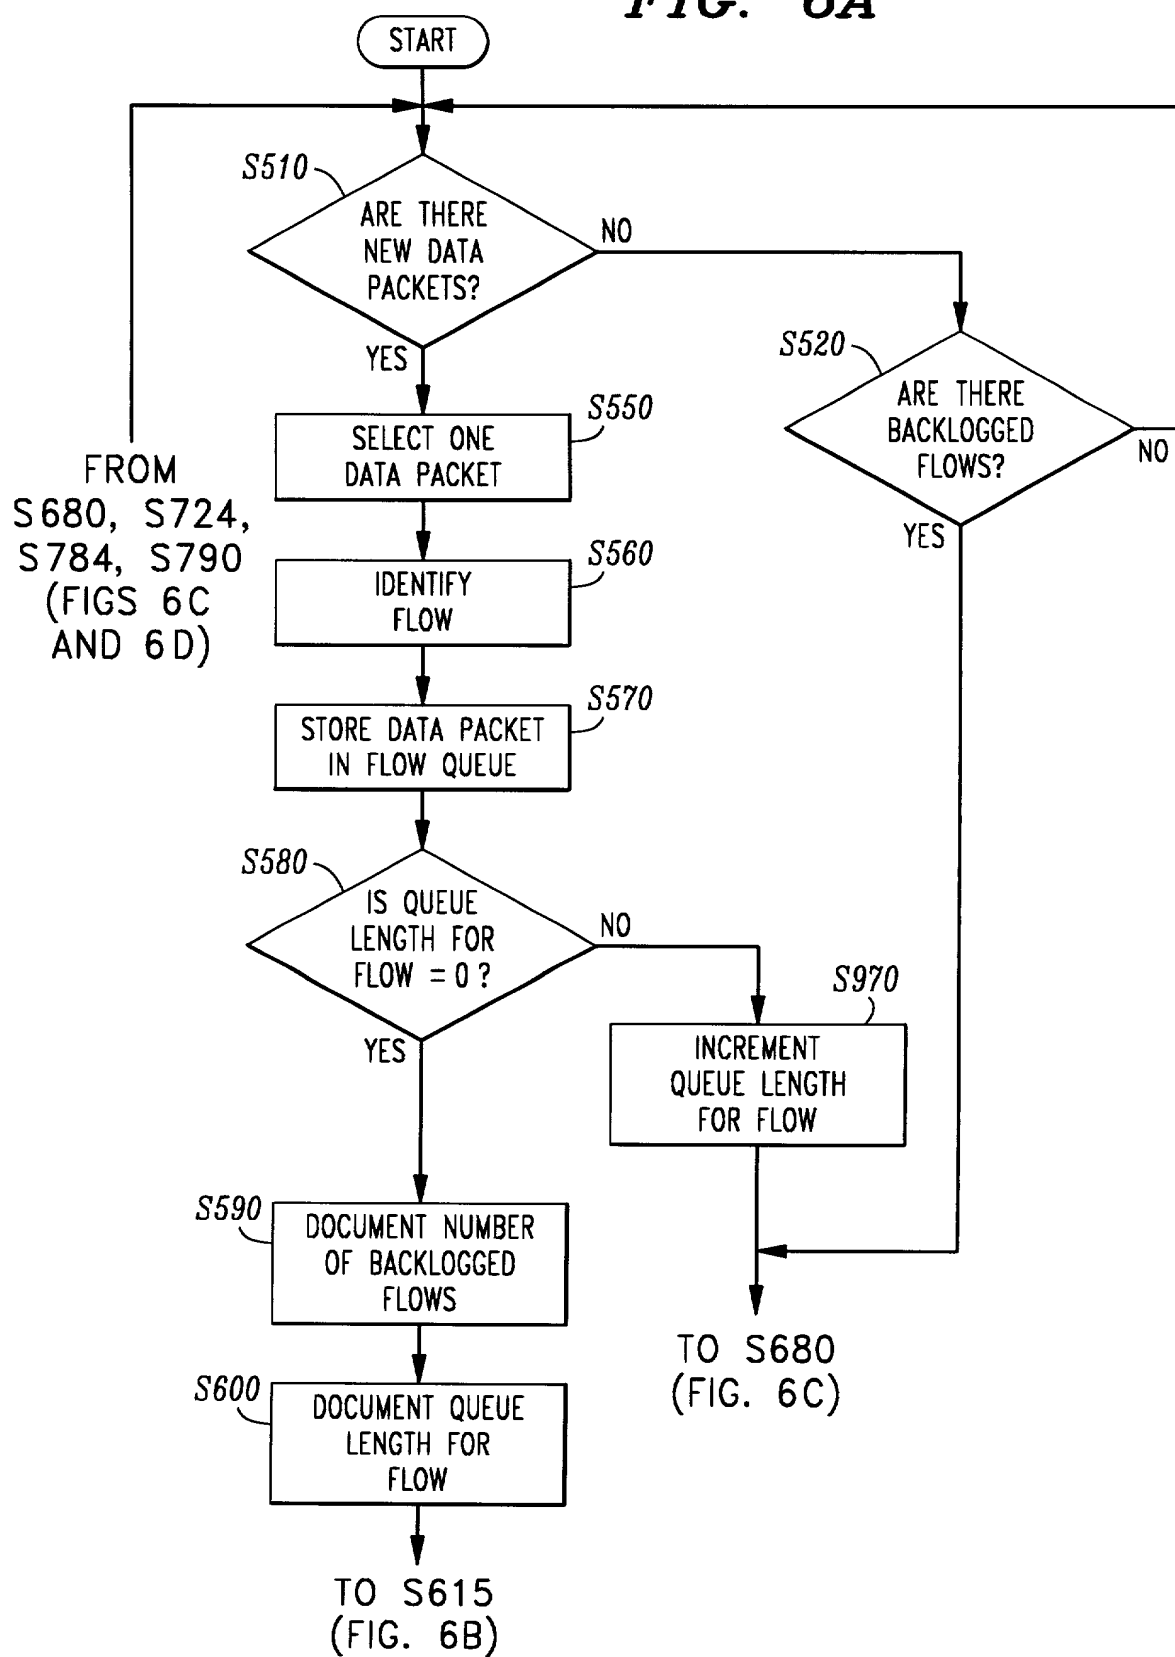 FIG. 6A
START
S510
ARE THERE
NEW DATA
PACKETS?
NO
YES
S520
ARE THERE
BACKLOGGED
FLOWS?
NO
YES
S550
SELECT ONE
DATA PACKET
FROM
S680, S724,
S784, S790
(FIGS 6C
AND 6D)
S560
IDENTIFY
FLOW
S570
STORE DATA PACKET
IN FLOW QUEUE
S580
IS QUEUE
LENGTH FOR
FLOW = 0 ?
NO
YES
S970
INCREMENT
QUEUE LENGTH
FOR FLOW
S590
DOCUMENT NUMBER
OF BACKLOGGED
FLOWS
TO S680
(FIG. 6C)
S600
DOCUMENT QUEUE
LENGTH FOR
FLOW
TO S615
(FIG. 6B)